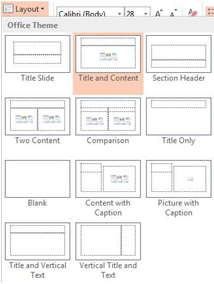 Layout Calibri (Body) 28
Office Theme
Title Slide Title and Content Section Header
Two Content Comparison Title Only
Blank Content with Caption Picture with Caption
Title and Vertical Text Vertical Title and Text